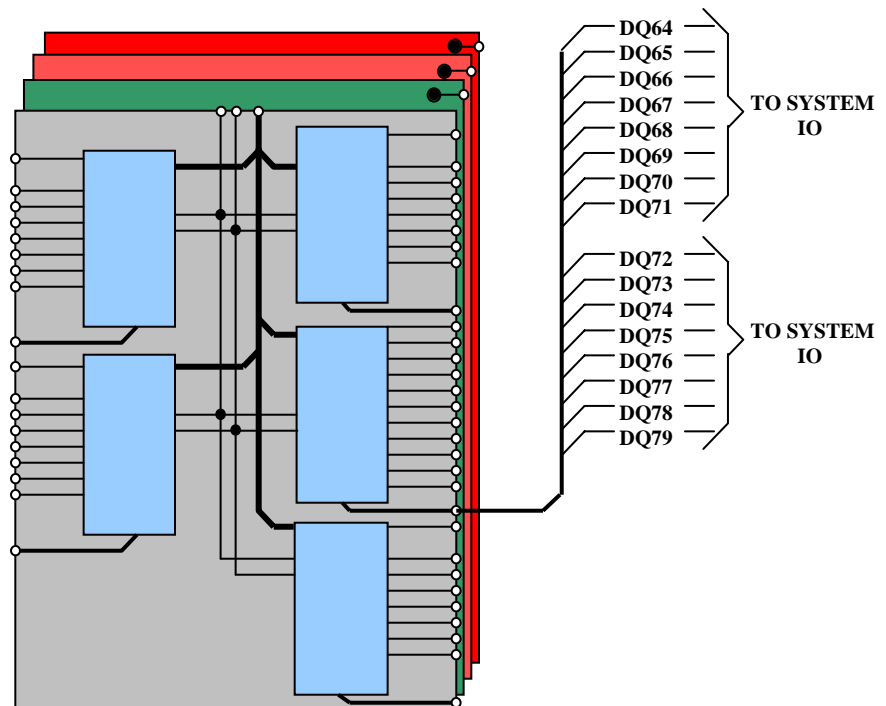 DQ64
DQ65
DQ66
DQ67
DQ68
DQ69
DQ70
DQ71
TO SYSTEM
IO
DQ72
DQ73
DQ74
DQ75
DQ76
DQ77
DQ78
DQ79
TO SYSTEM
IO